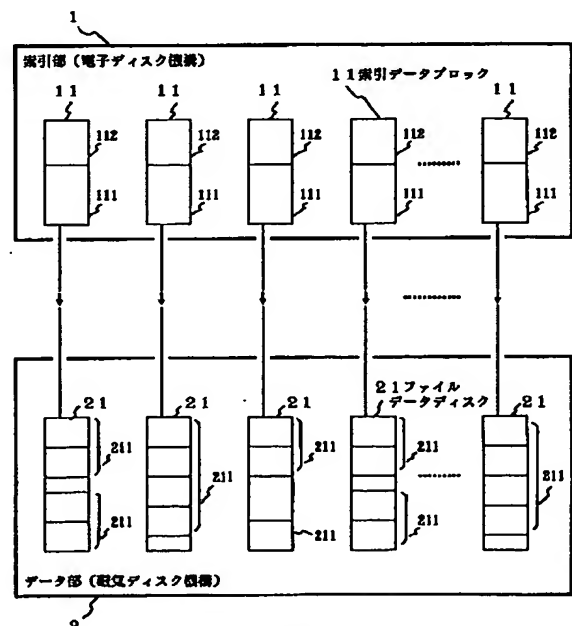 1
索引部（電子ディスク機構）
11 11 11 11索引データブロック 11
112 112 112 112 112
111 111 111 111 111
21 21 21 21ファイル 21
データディスク
211 211 211 211 211
211 211 211 211
データ部（磁気ディスク機構）